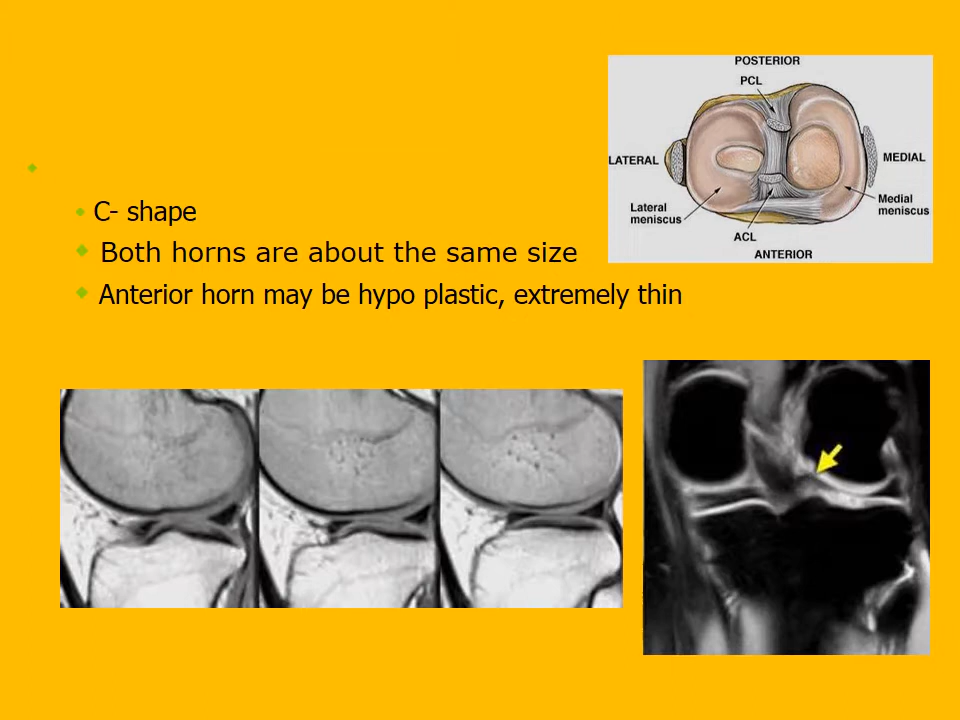 POSTERIOR
PCL
LATERAL
MEDIAL
Lateral
meniscus
Medial
meniscus
ACL
ANTERIOR
C- shape
Both horns are about the same size
Anterior horn may be hypo plastic, extremely thin